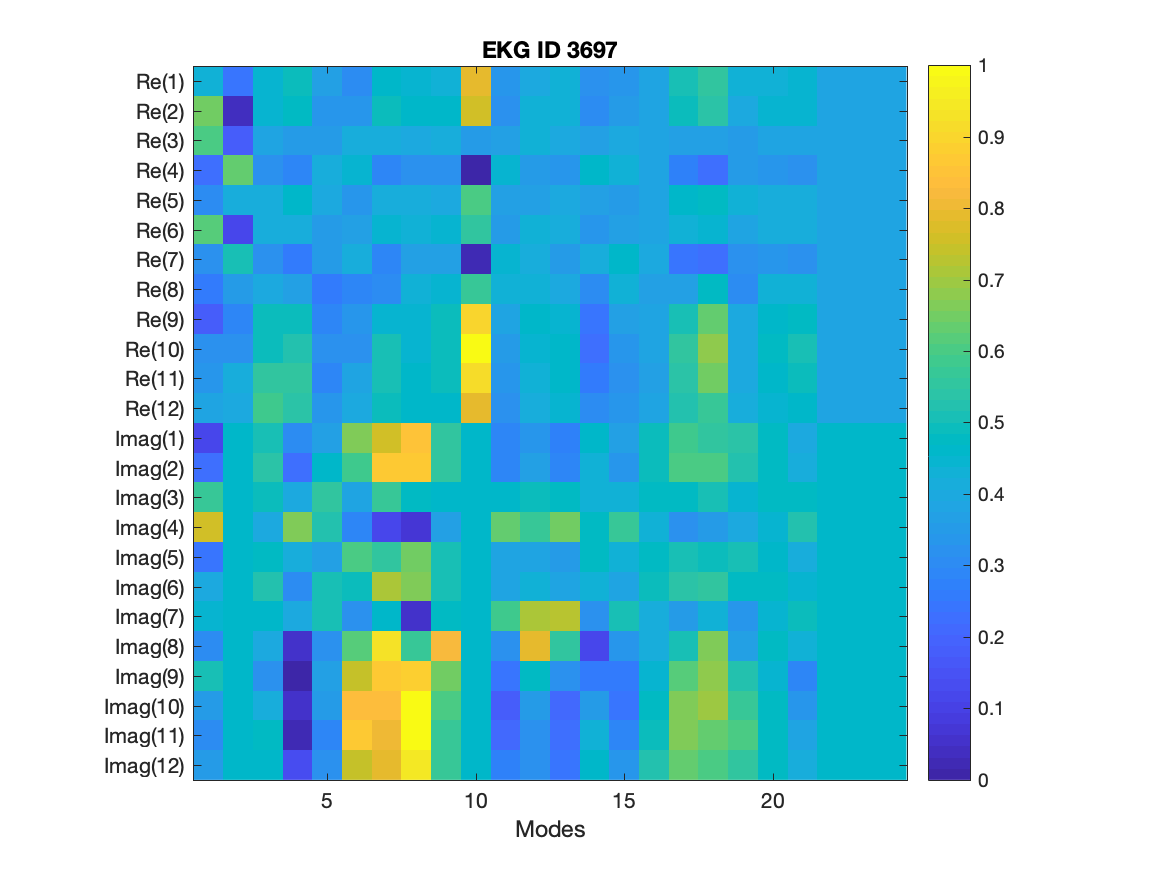 EKG ID 3697
Re(1)
Re(2)
Re(3)
Re(4)
Re(5)
Re(6)
Re(7)
Re(8)
Re(9)
Re(10)
Re(11)
Re(12)
Imag(1)
Imag(2)
Imag(3)
Imag(4)
Imag(5)
Imag(6)
Imag(7)
Imag(8)
Imag(9)
Imag(10)
Imag(11)
Imag(12)
5 10 15 20
Modes
1
0.9
0.8
0.7
0.6
0.5
0.4
0.3
0.2
0.1
0